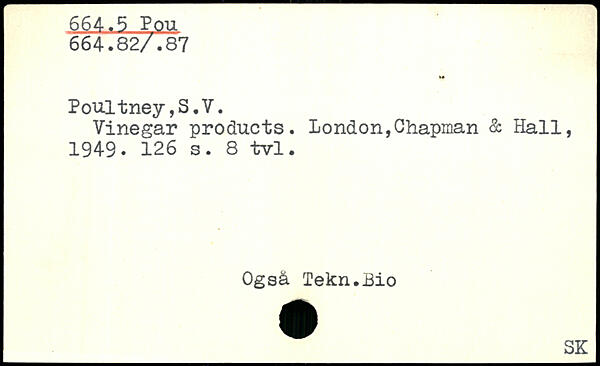 664.5 Pou
664.82/.87
Poultney,S.V.
Vinegar products. London,Chapman & Hall,
1949. 126 s. 8 tvl.
Også Tekn.Bio
SK